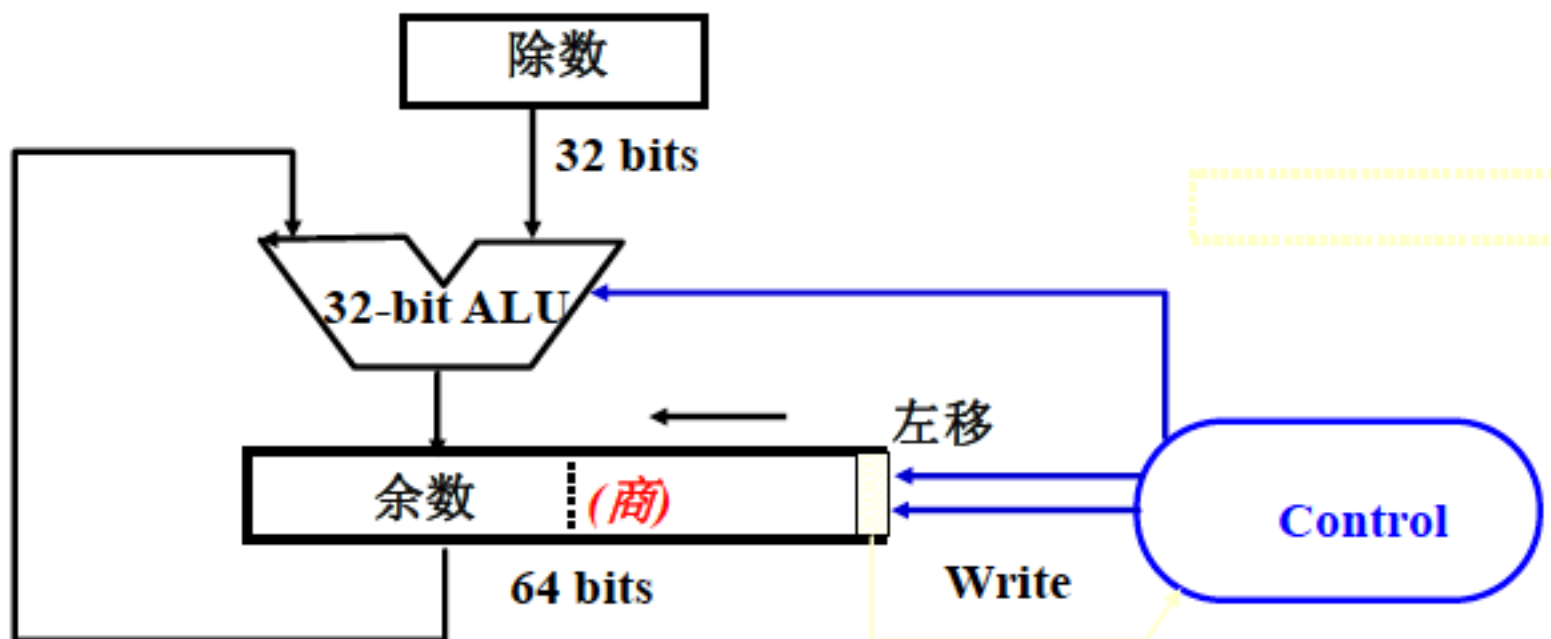 除数
32 bits
32-bit ALU
左移
余数
(商)
Control
64 bits
Write